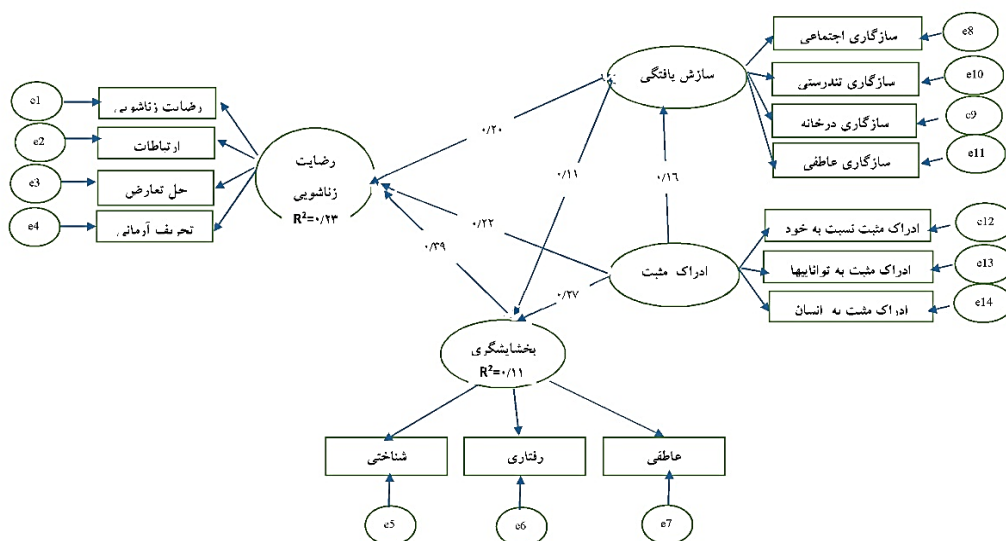 سازگاری اجتماعی
e8
سازش یافتگی
سازگاری تندرستی
e10
سازگاری درخانه
e9
سازگاری عاطفی
e11
e1
رضایت زناشویی
e2
ارتباطات
e3
حل تعارض
e4
تحریف آرمانی
رضایت
زناشویی
R²=۰/۲۳
۰/۲۰
۰/۱۱
۰/۱۶
۰/۲۲
۰/۳۹
۰/۲۷
ادراک مثبت
ادراک مثبت نسبت به خود
e12
ادراک مثبت به تواناییها
e13
ادراک مثبت به انسان
e14
بخشایشگری
R²=۰/۱۱
شناختی
رفتاری
عاطفی
e5
e6
e7